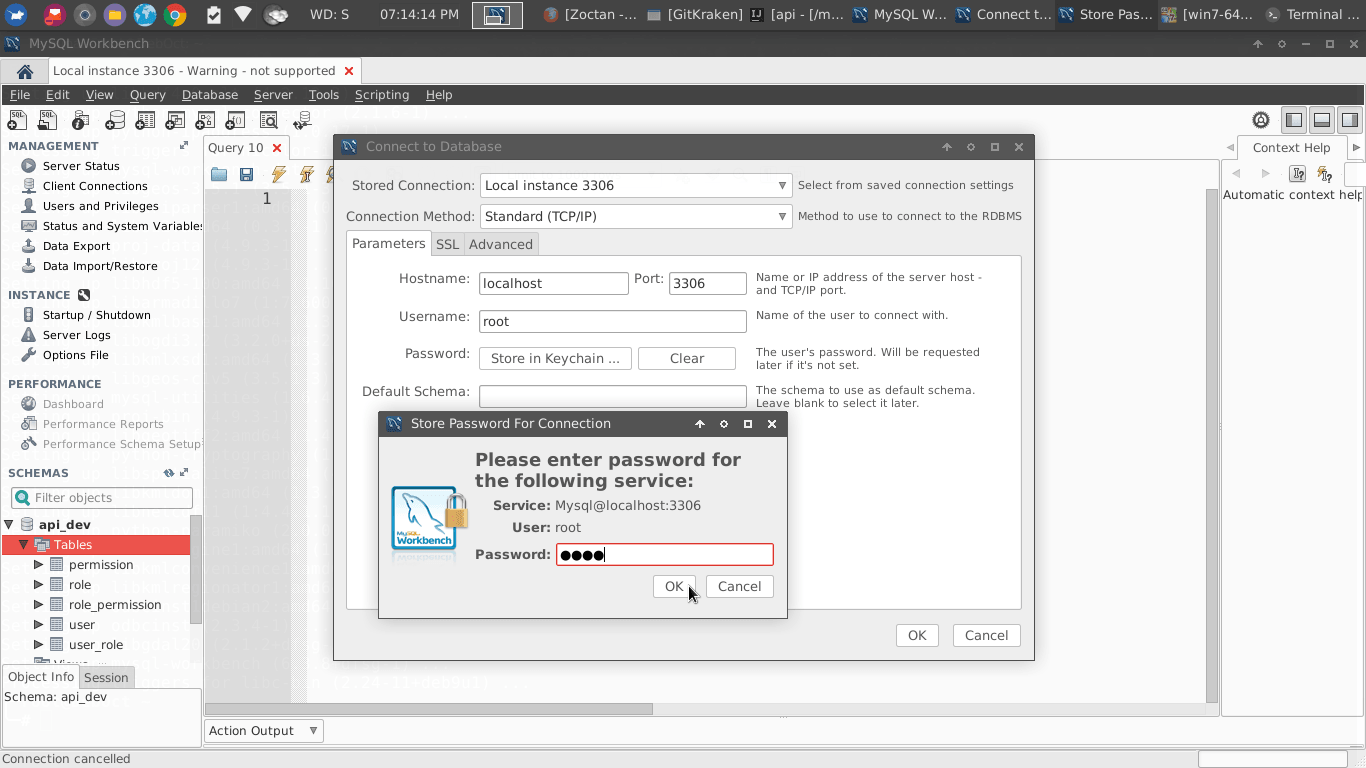 WD: S
07:14:14 PM
[Zoctan -...
[GitKraken]
[api - [/m...
MySQL W...
Connect t...
Store Pas...
[win7-64...
Terminal ...
MySQL Workbench
Local instance 3306 - Warning - not supported
File Edit View Query Database Server Tools Scripting Help
MANAGEMENT
Server Status
Client Connections
Users and Privileges
Status and System Variables
Data Export
Data Import/Restore
INSTANCE
Startup / Shutdown
Server Logs
Options File
PERFORMANCE
Dashboard
Performance Reports
Performance Schema Setup
SCHEMAS
Filter objects
api_dev
Tables
permission
role
role_permission
user
user_role
Object Info Session
Schema: api_dev
Query 10
1
Connect to Database
Stored Connection: Local instance 3306 Select from saved connection settings
Connection Method: Standard (TCP/IP) Method to use to connect to the RDBMS
Parameters SSL Advanced
Hostname: localhost Port: 3306 Name or IP address of the server host -
and TCP/IP port.
Username: root Name of the user to connect with.
Password: Store in Keychain ... Clear The user's password. Will be requested
later if it's not set.
Default Schema: The schema to use as default schema.
Leave blank to select it later.
Store Password For Connection
Please enter password for
the following service:
Service: Mysql@localhost:3306
User: root
Password: ●●●●
MySQL
Workbench
OK Cancel
OK Cancel
Context Help
Automatic context help
Action Output
Connection cancelled